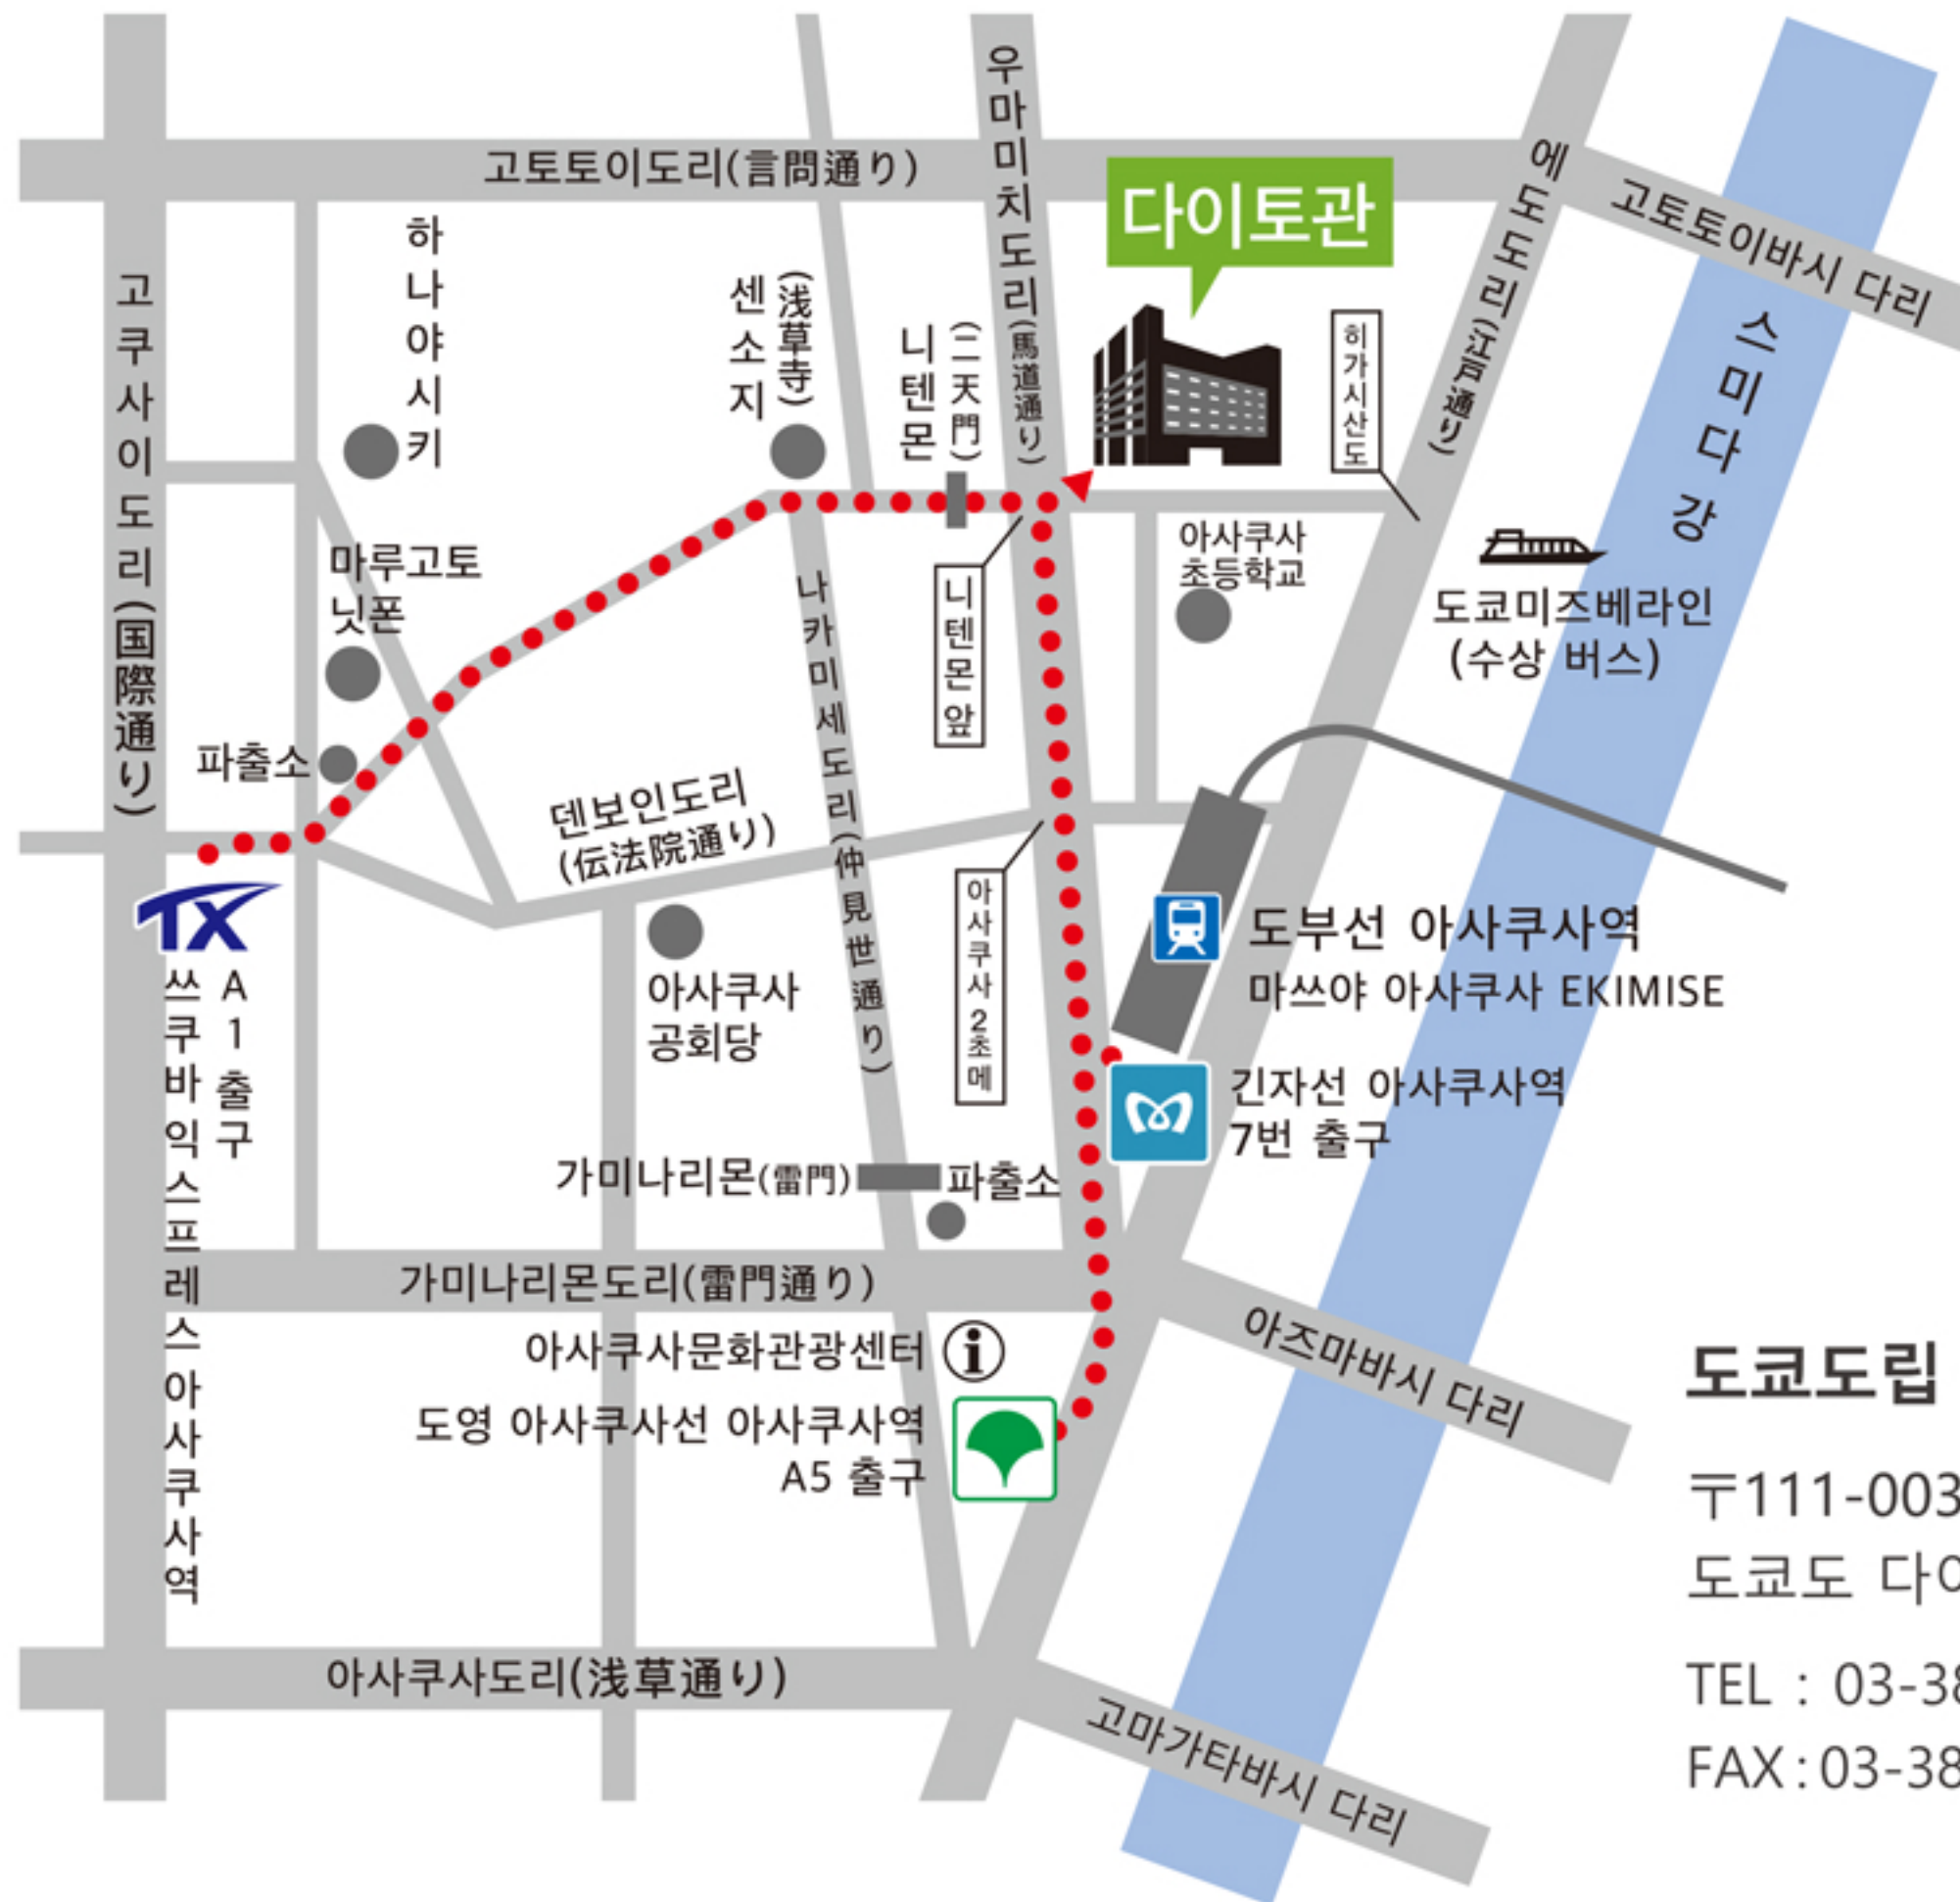 고토토이도리(言問通り)
우마미치도리(馬道通り)
다이토관
에도도리(江戸通り)
고토토이바시 다리
스미다 강
고쿠사이도리(国際通り)
하나야시키
센소지
(浅草寺)
니텐몬
(二天門)
히가시산도
마루고토
닛폰
나카미세도리(仲見世通り)
니텐몬 앞
아사쿠사
초등학교
도쿄미즈베라인
(수상 버스)
파출소
덴보인도리
(伝法院通り)
TX
쓰쿠바 익스프레스 아사쿠사역
A1 출구
아사쿠사
공회당
아사쿠사 2초메
도부선 아사쿠사역
마쓰야 아사쿠사 EKIMISE
긴자선 아사쿠사역
7번 출구
가미나리몬(雷門)
파출소
가미나리몬도리(雷門通り)
아사쿠사문화관광센터
i
도영 아사쿠사선 아사쿠사역
A5 출구
아즈마바시 다리
아사쿠사도리(浅草通り)
고마가타바시 다리
도쿄도립
〒111-003
도쿄도
TEL : 03-38
FAX : 03-38